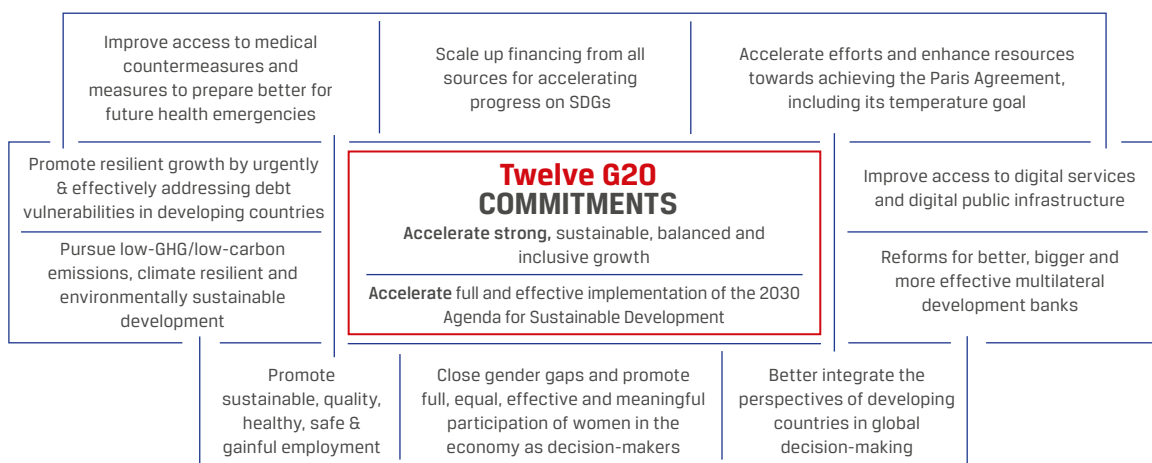 Improve access to medical
countermeasures and
measures to prepare better for
future health emergencies
Scale up financing from all
sources for accelerating
progress on SDGs
Accelerate efforts and enhance resources
towards achieving the Paris Agreement,
including its temperature goal
Promote resilient growth by urgently
& effectively addressing debt
vulnerabilities in developing countries
Pursue low-GHG/low-carbon
emissions, climate resilient and
environmentally sustainable
development
Twelve G20
COMMITMENTS
Accelerate strong, sustainable, balanced and
inclusive growth
Accelerate full and effective implementation of the 2030
Agenda for Sustainable Development
Improve access to digital services
and digital public infrastructure
Reforms for better, bigger and
more effective multilateral
development banks
Promote
sustainable, quality,
healthy, safe &
gainful employment
Close gender gaps and promote
full, equal, effective and meaningful
participation of women in the
economy as decision-makers
Better integrate the
perspectives of developing
countries in global
decision-making